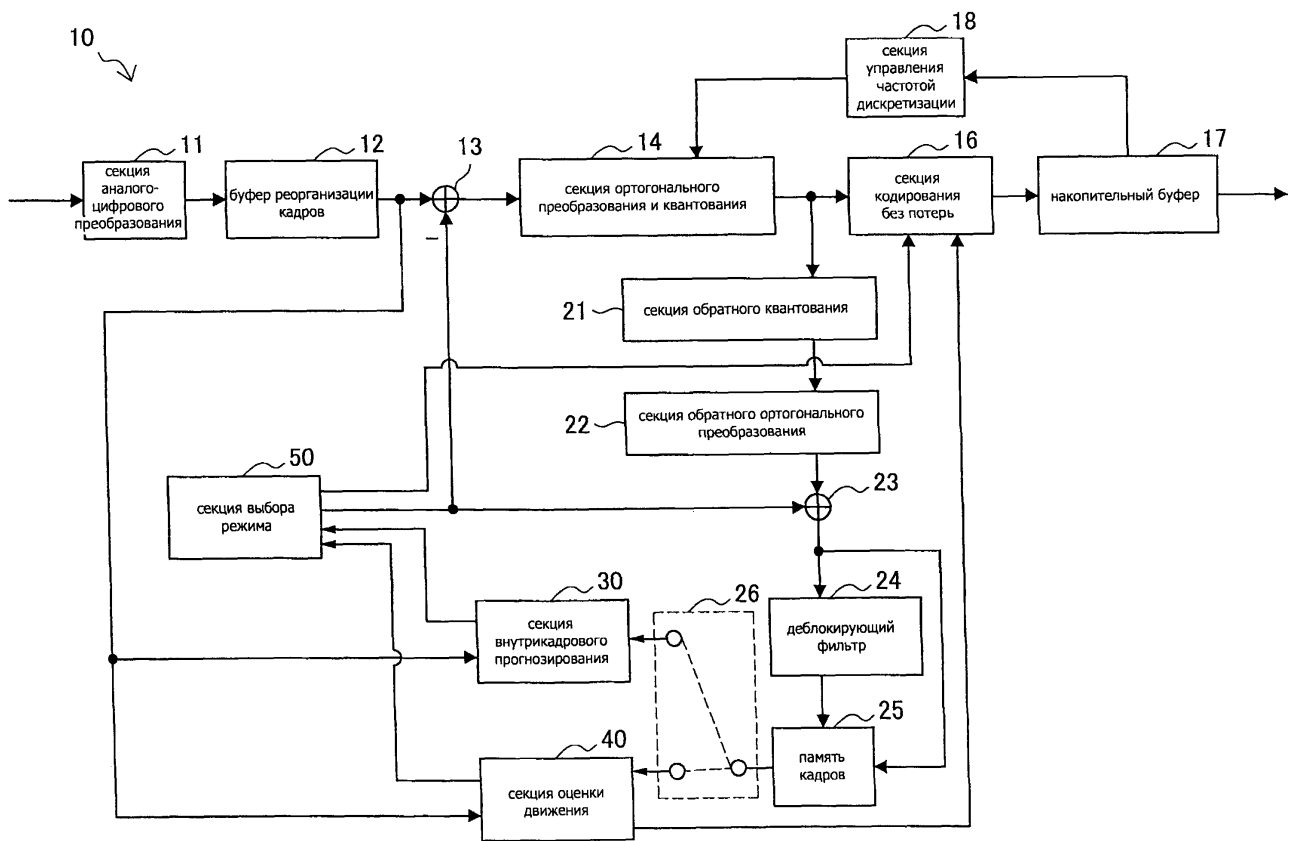 10
18
секция
управления
частотой
дискретизации
11
секция
аналого-
цифрового
преобразования
12
буфер реорганизации
кадров
13
−
14
секция ортогонального
преобразования и квантования
16
секция
кодирования
без потерь
17
накопительный буфер
21
секция обратного квантования
22
секция обратного ортогонального
преобразования
50
секция выбора
режима
23
30
секция
внутрикадрового
прогнозирования
26
24
деблокирующий
фильтр
25
память
кадров
40
секция оценки
движения